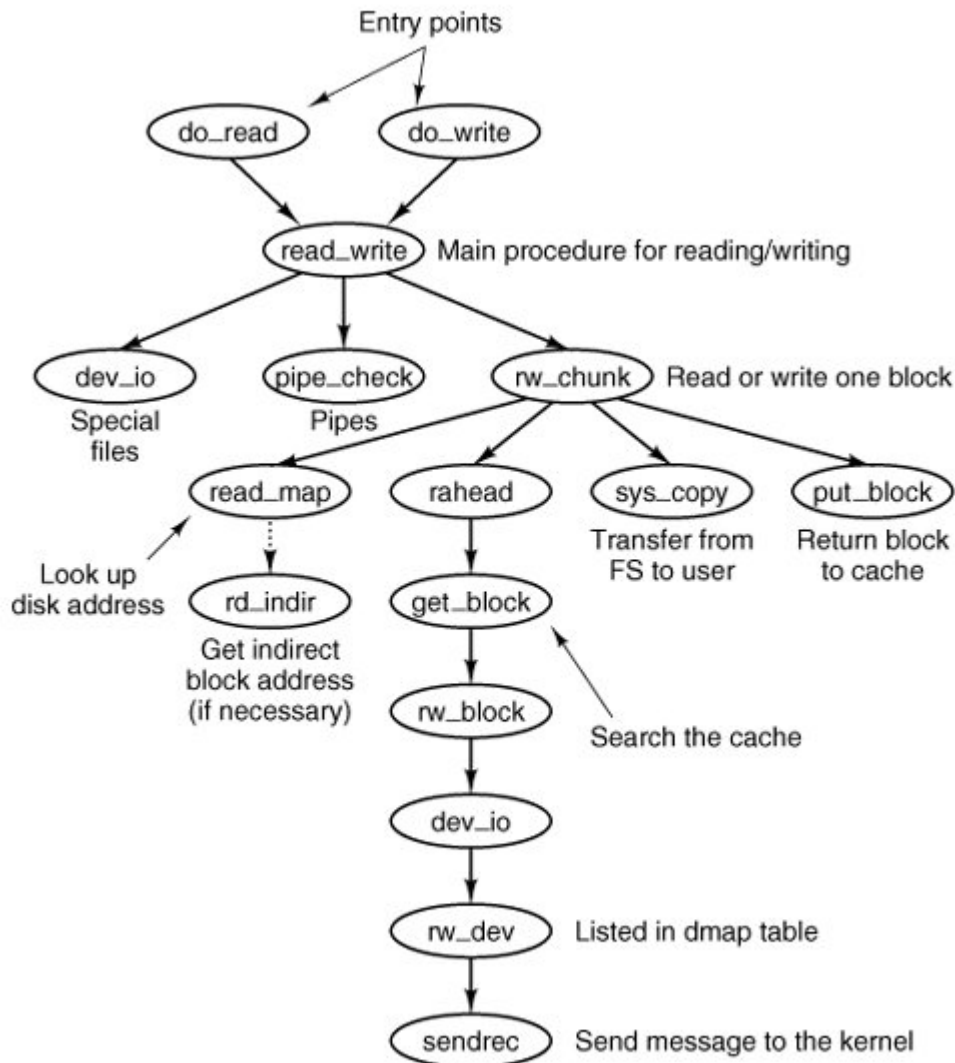 Entry points
do_read
do_write
read_write
Main procedure for reading/writing
dev_io
pipe_check
rw_chunk
Read or write one block
Special
files
Pipes
read_map
rahead
sys_copy
put_block
Transfer from
FS to user
Return block
to cache
Look up
disk address
rd_indir
get_block
Get indirect
block address
(if necessary)
rw_block
Search the cache
dev_io
rw_dev
Listed in dmap table
sendrec
Send message to the kernel